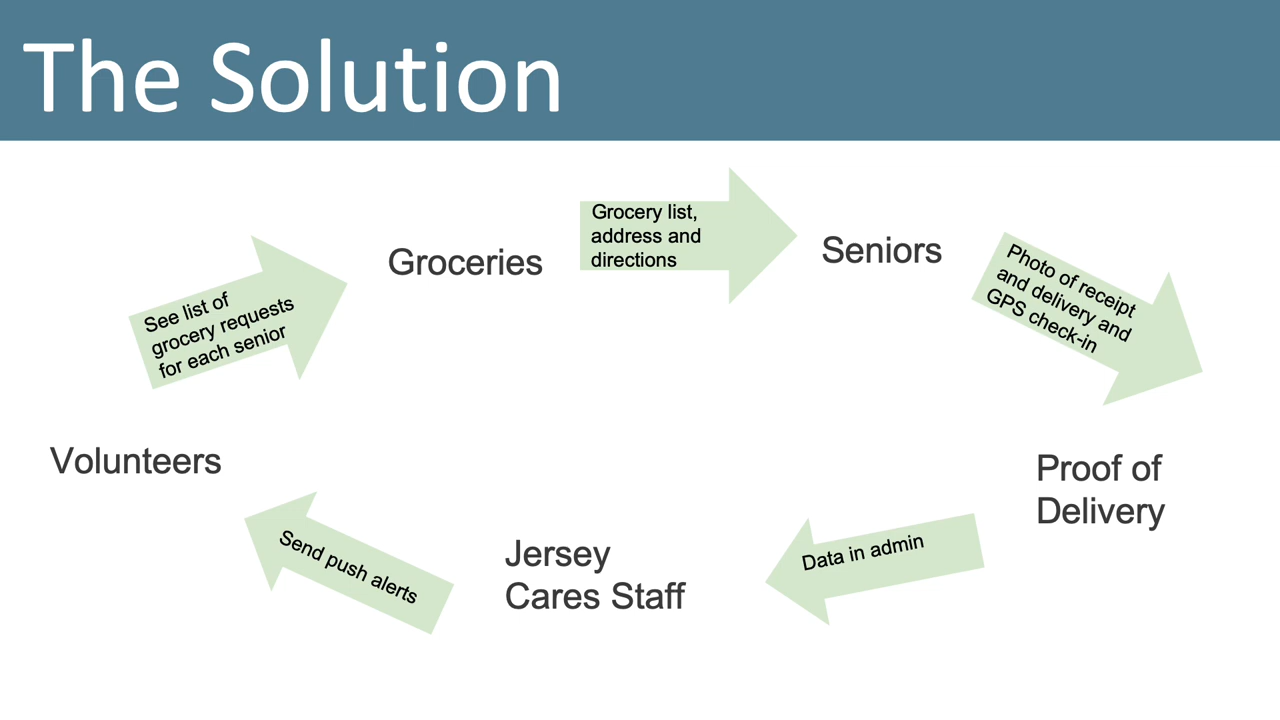 The Solution
Groceries
Grocery list,
address and
directions
Seniors
Photo of receipt
and delivery and
GPS check-in
See list of
grocery requests
for each senior
Volunteers
Proof of
Delivery
Send push alerts
Jersey
Cares Staff
Data in admin